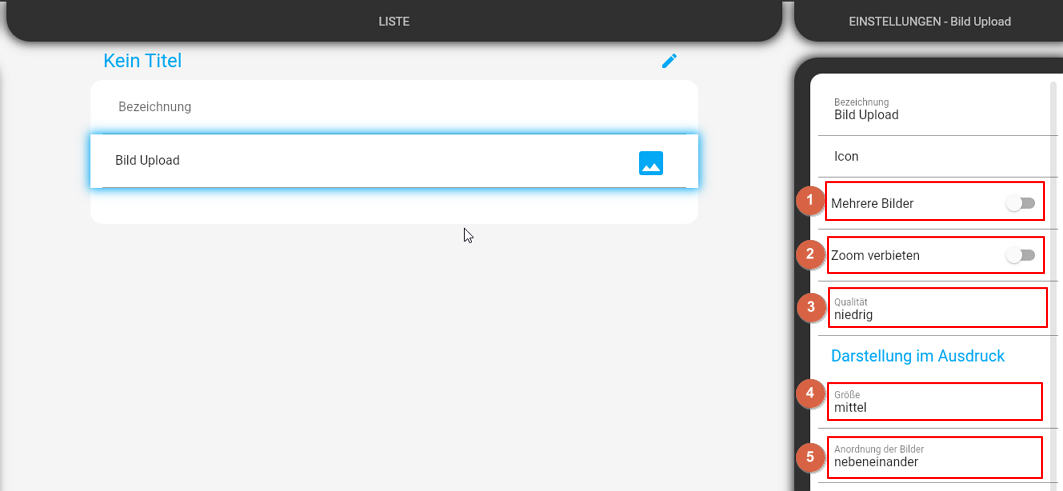 LISTE
Kein Titel
Bezeichnung
Bild Upload
EINSTELLUNGEN - Bild Upload
Bezeichnung
Bild Upload
Icon
1 Mehrere Bilder
2 Zoom verbieten
3 Qualität
niedrig
Darstellung im Ausdruck
4 Größe
mittel
5 Anordnung der Bilder
nebeneinander